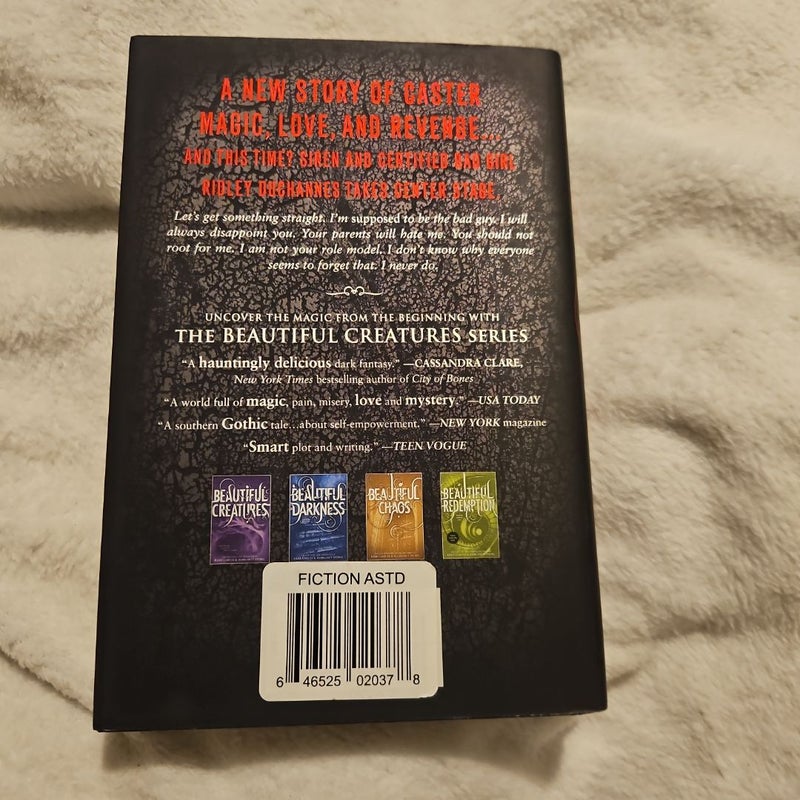 A NEW STORY OF CASTER
MAGIC, LOVE, AND REVENGE...
AND THIS TIME? SIREN AND CERTIFIED BAD GIRL
RIDLEY DUCHANNES TAKES CENTER STAGE.
Let's get something straight. I'm supposed to be the bad guy. I will
always disappoint you. Your parents will hate me. You should not
root for me. I am not your role model. I don't know why everyone
seems to forget that. I never do.
UNCOVER THE MAGIC FROM THE BEGINNING WITH
THE BEAUTIFUL CREATURES SERIES
“A hauntingly delicious dark fantasy.” —CASSANDRA CLARE,
New York Times bestselling author of City of Bones
“A world full of magic, pain, misery, love and mystery.” —USA TODAY
“A southern Gothic tale...about self-empowerment.” —NEW YORK magazine
“Smart plot and writing.” —TEEN VOGUE
BEAUTIFUL
CREATURES
BEAUTIFUL
DARKNESS
BEAUTIFUL
CHAOS
BEAUTIFUL
REDEMPTION
FICTION ASTD
6 46525 02037 8